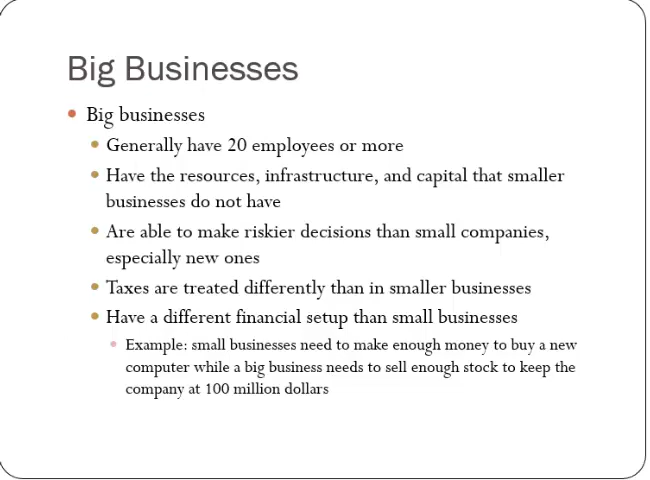 Big Businesses
Big businesses
Generally have 20 employees or more
Have the resources, infrastructure, and capital that smaller
businesses do not have
Are able to make riskier decisions than small companies,
especially new ones
Taxes are treated differently than in smaller businesses
Have a different financial setup than small businesses
Example: small businesses need to make enough money to buy a new
computer while a big business needs to sell enough stock to keep the
company at 100 million dollars